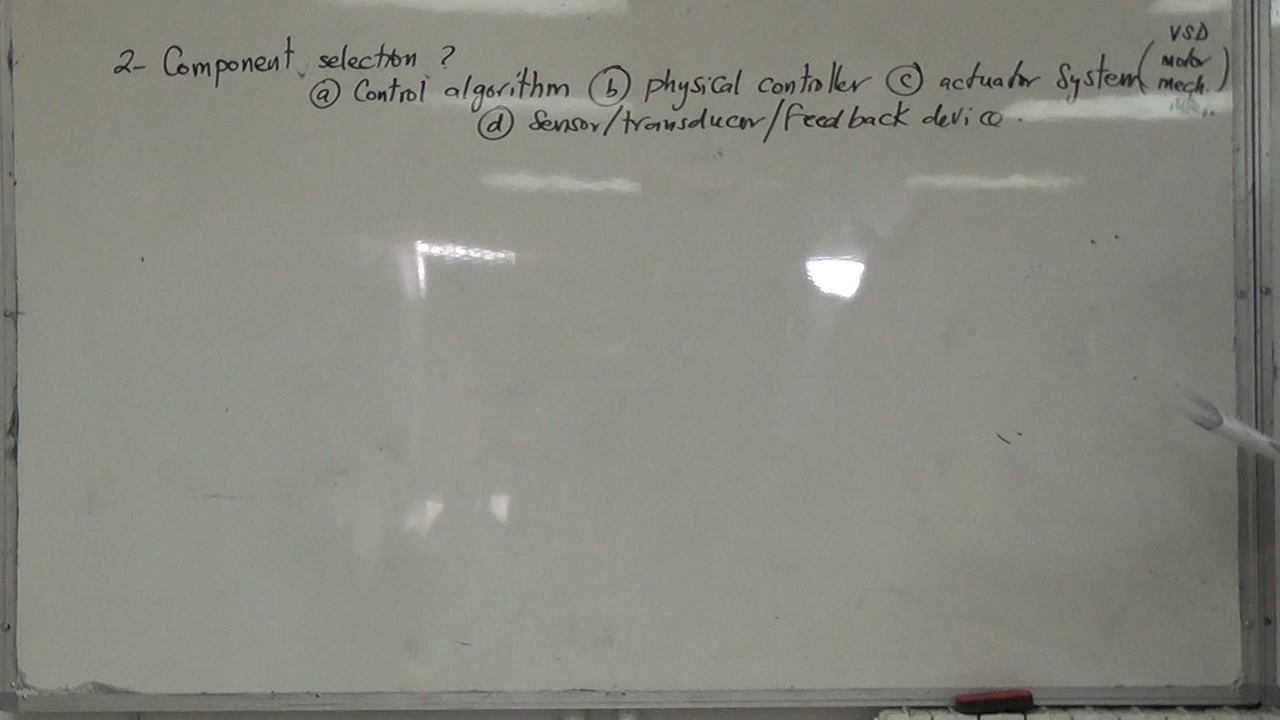 2- Component selection ?
ⓐ Control algorithm ⓑ physical controller ⓒ actuator System ( VSD
motor
mech. )
ⓓ Sensor/transducer/feedback device.